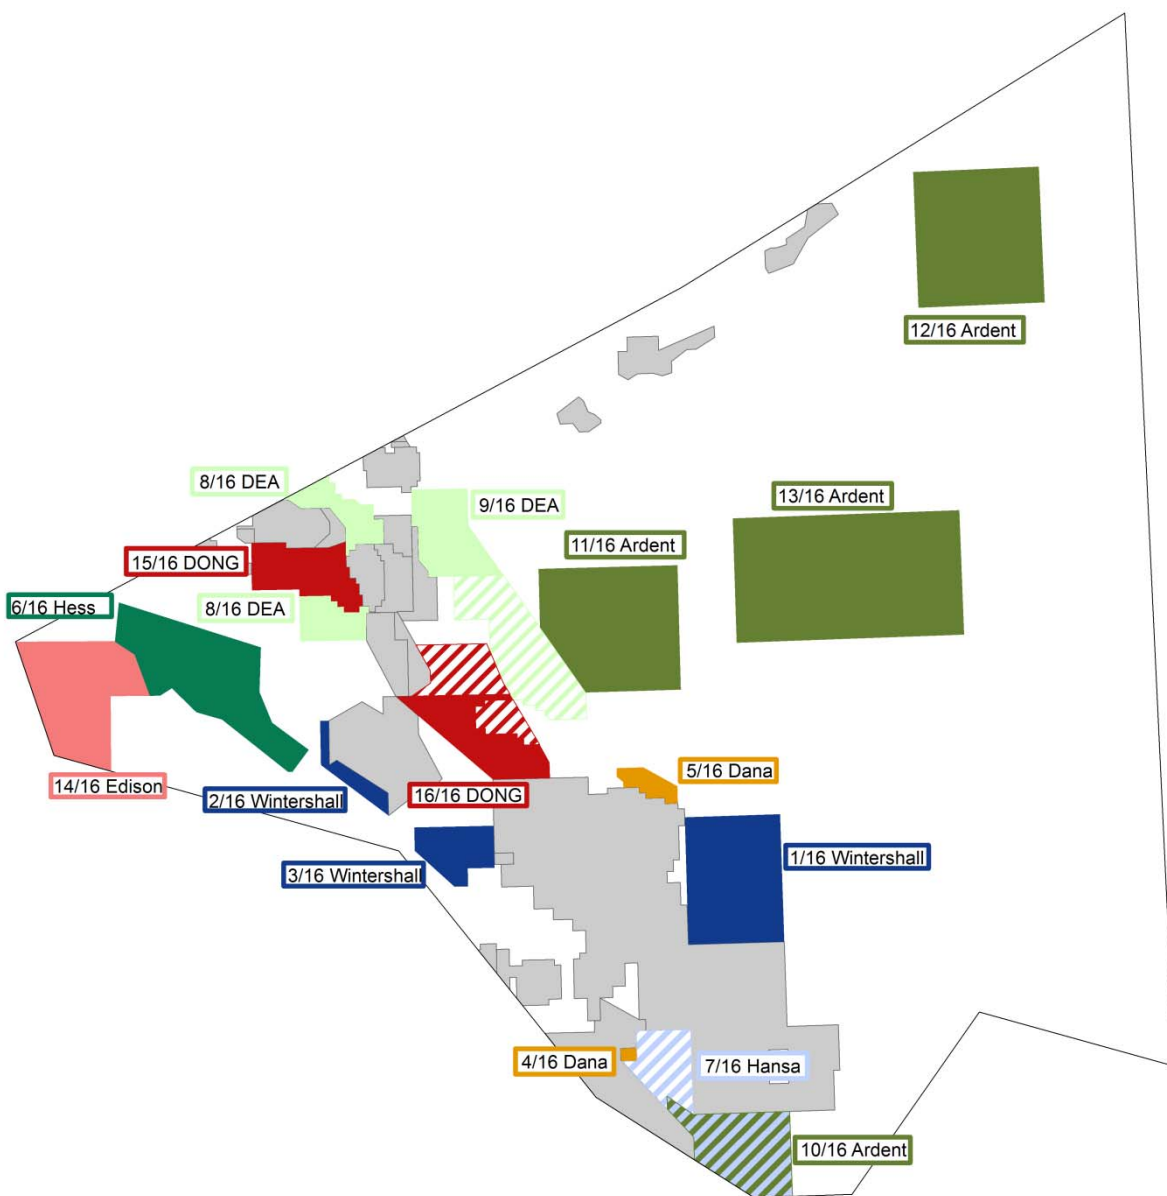 12/16 Ardent
8/16 DEA
9/16 DEA
13/16 Ardent
11/16 Ardent
15/16 DONG
6/16 Hess
8/16 DEA
14/16 Edison
2/16 Wintershall
16/16 DONG
5/16 Dana
3/16 Wintershall
1/16 Wintershall
4/16 Dana
7/16 Hansa
10/16 Ardent